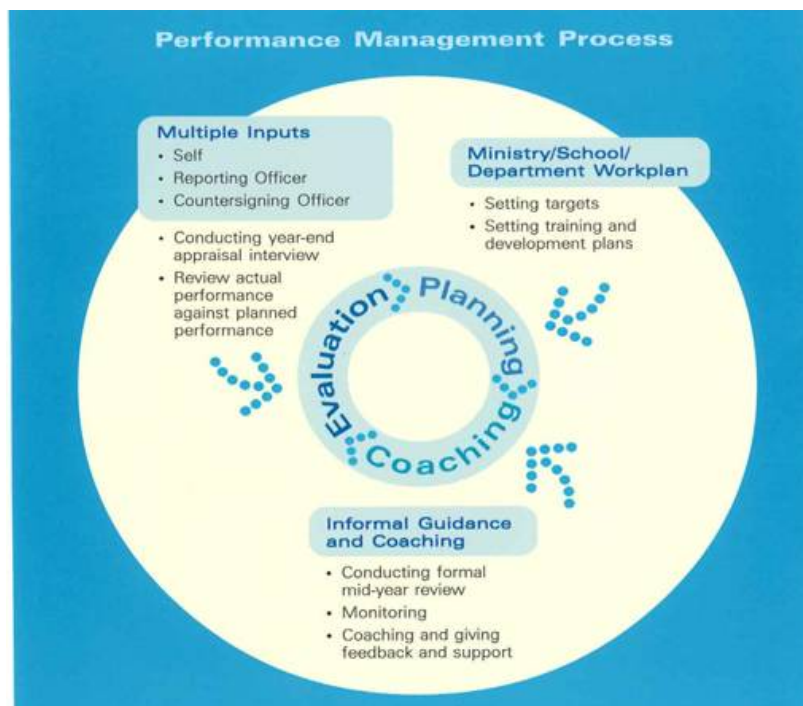 Performance Management Process
Multiple Inputs
• Self
• Reporting Officer
• Countersigning Officer
• Conducting year-end
appraisal interview
• Review actual
performance
against planned
performance
Ministry/School/
Department Workplan
• Setting targets
• Setting training and
development plans
Evaluation
Planning
Coaching
Informal Guidance
and Coaching
• Conducting formal
mid-year review
• Monitoring
• Coaching and giving
feedback and support